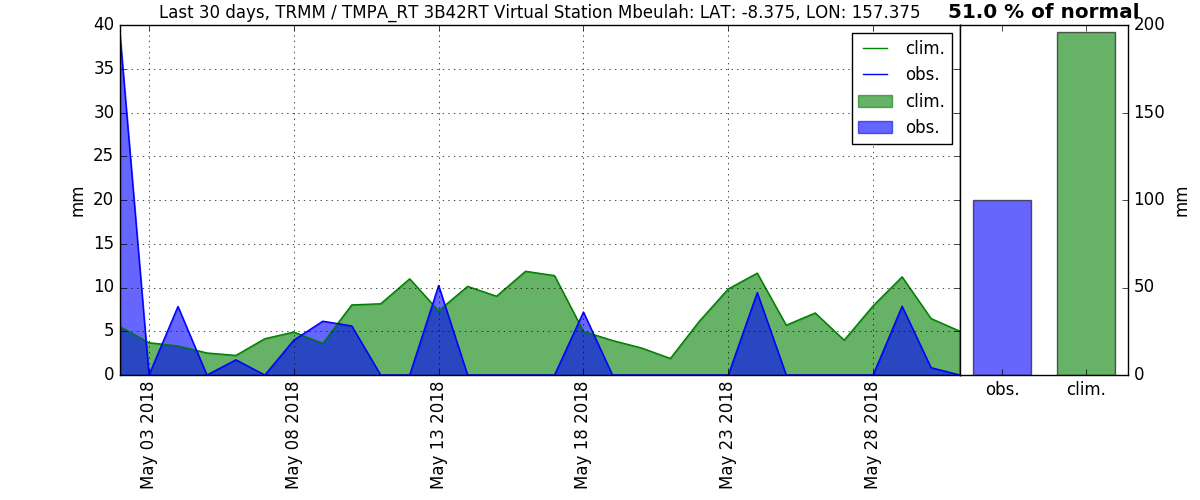 Last 30 days, TRMM / TMPA_RT 3B42RT Virtual Station Mbeulah: LAT: -8.375, LON: 157.375
51.0 % of normal
40
35
30
25
20
15
10
5
0
mm
clim.
obs.
clim.
obs.
200
150
100
50
0
mm
obs.
clim.
May 03 2018
May 08 2018
May 13 2018
May 18 2018
May 23 2018
May 28 2018